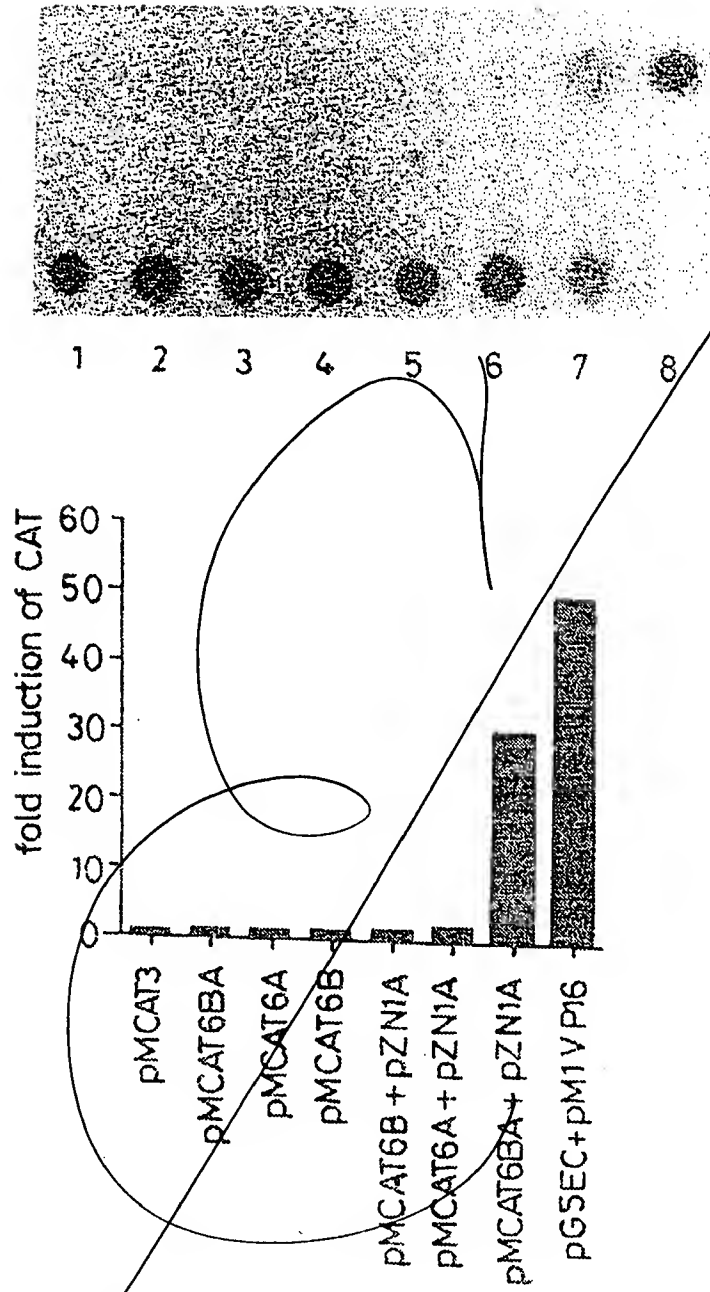 1 2 3 4 5 6 7 8
fold induction of CAT
60
50
40
30
20
10
0
pMCAT3
pMCAT6BA
pMCAT6A
pMCAT6B
pMCAT6B + pZN1A
pMCAT6A + pZN1A
pMCAT6BA + pZN1A
pG5EC + pM1VP16